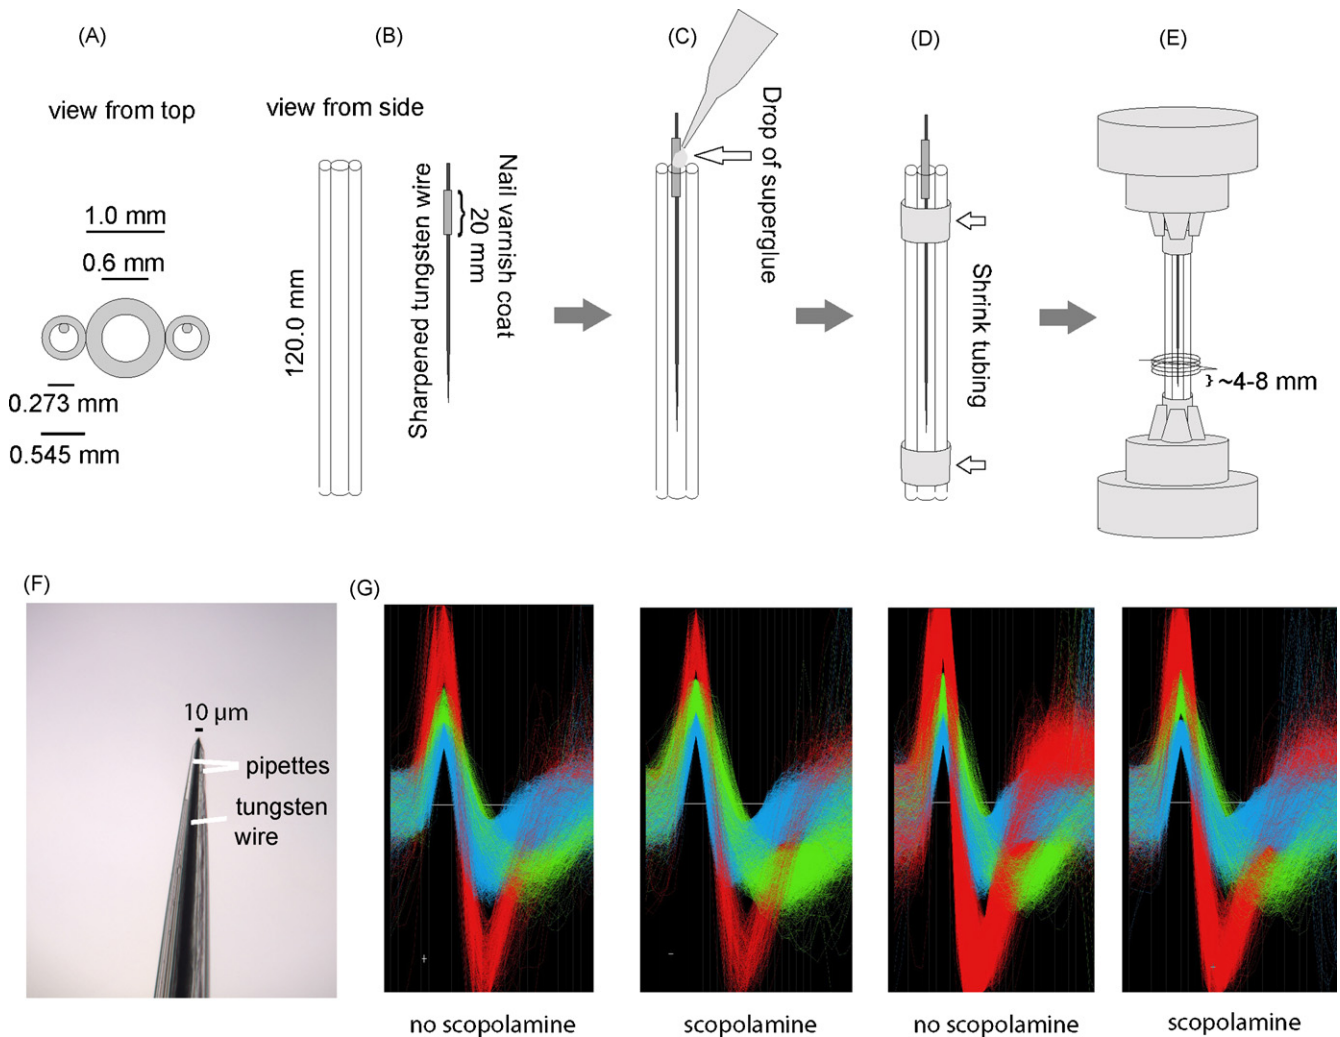 (A)
(B)
(C)
(D)
(E)
view from top
view from side
1.0 mm
0.6 mm
0.273 mm
0.545 mm
120.0 mm
Sharpened tungsten wire
20 mm
Nail varnish coat
Drop of superglue
Shrink tubing
~4-8 mm
(F)
(G)
10 µm
pipettes
tungsten
wire
no scopolamine
scopolamine
no scopolamine
scopolamine